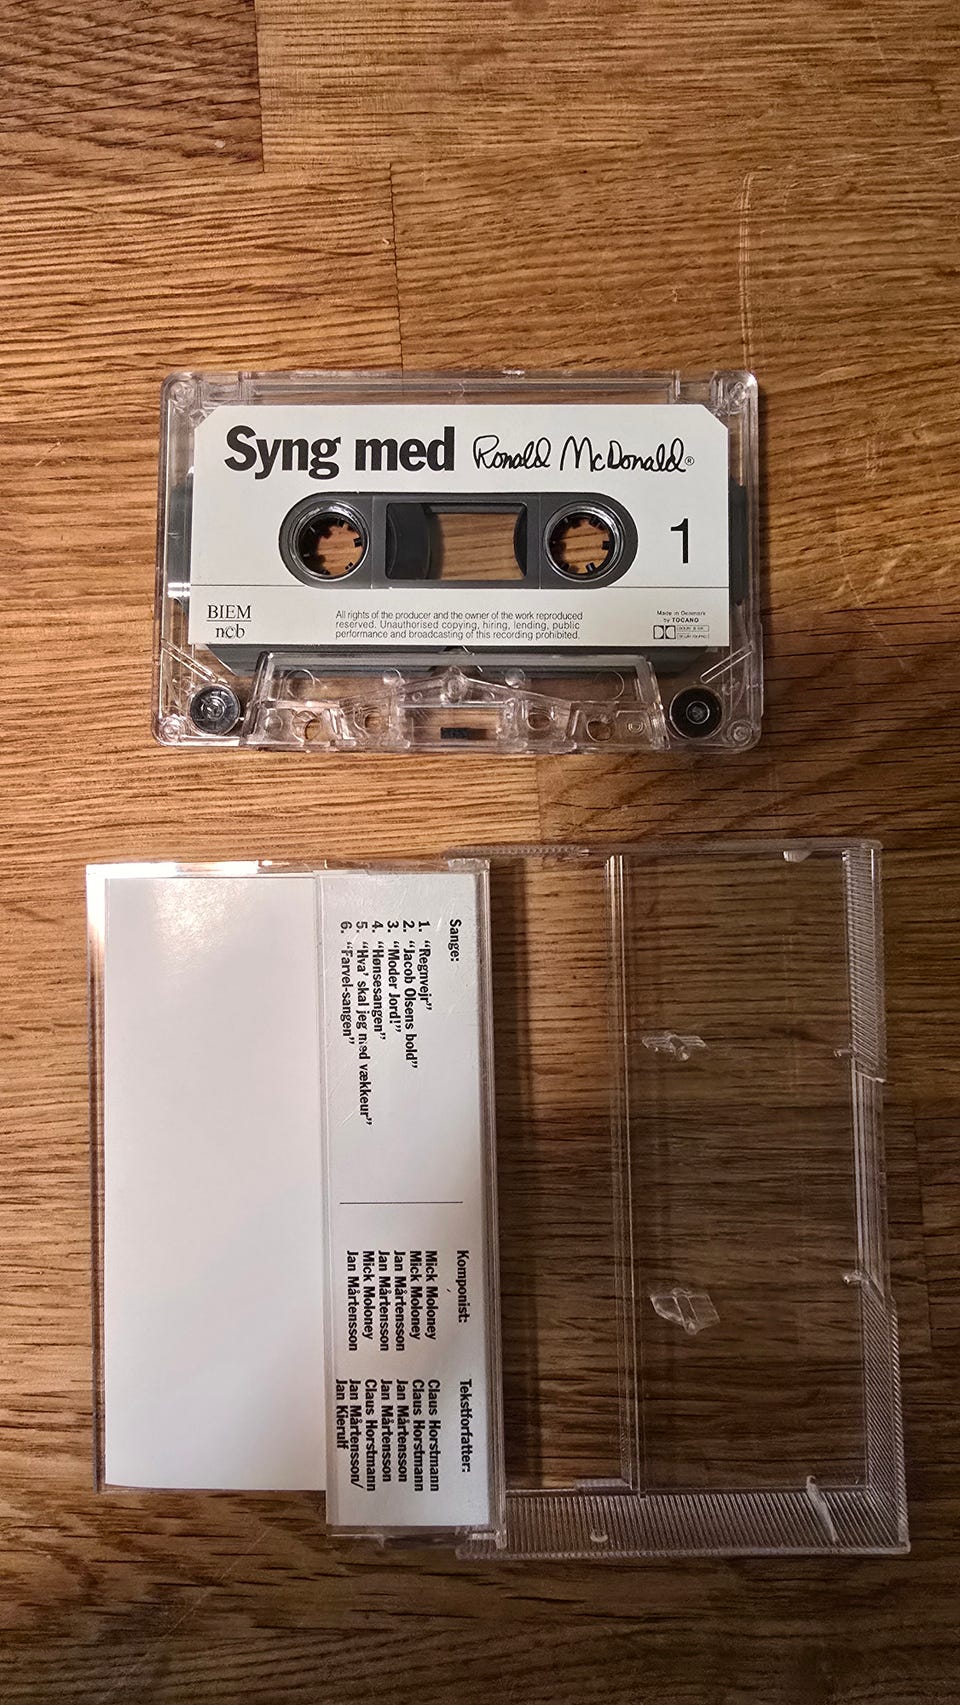 Syng med Ronald McDonald®
1
BIEM
ncb
All rights of the producer and the owner of the work reproduced
reserved. Unauthorised copying, hiring, lending, public
performance and broadcasting of this recording prohibited.
Made in Denmark
by TOCANO
Sange:
1. “Regnvejr”
2. “Jacob Olsens bold”
3. “Moder Jord!”
4. “Hønsesangen”
5. “Hva’ skal jeg med vækkeur”
6. “Farvel-sangen”
Komponist:
Mick Moloney
Mick Moloney
Jan Mårtensson
Jan Mårtensson
Mick Moloney
Jan Mårtensson
Tekstforfatter:
Claus Horstmann
Claus Horstmann
Jan Mårtensson
Jan Mårtensson
Claus Horstmann
Jan Mårtensson/
Jan Kierulf